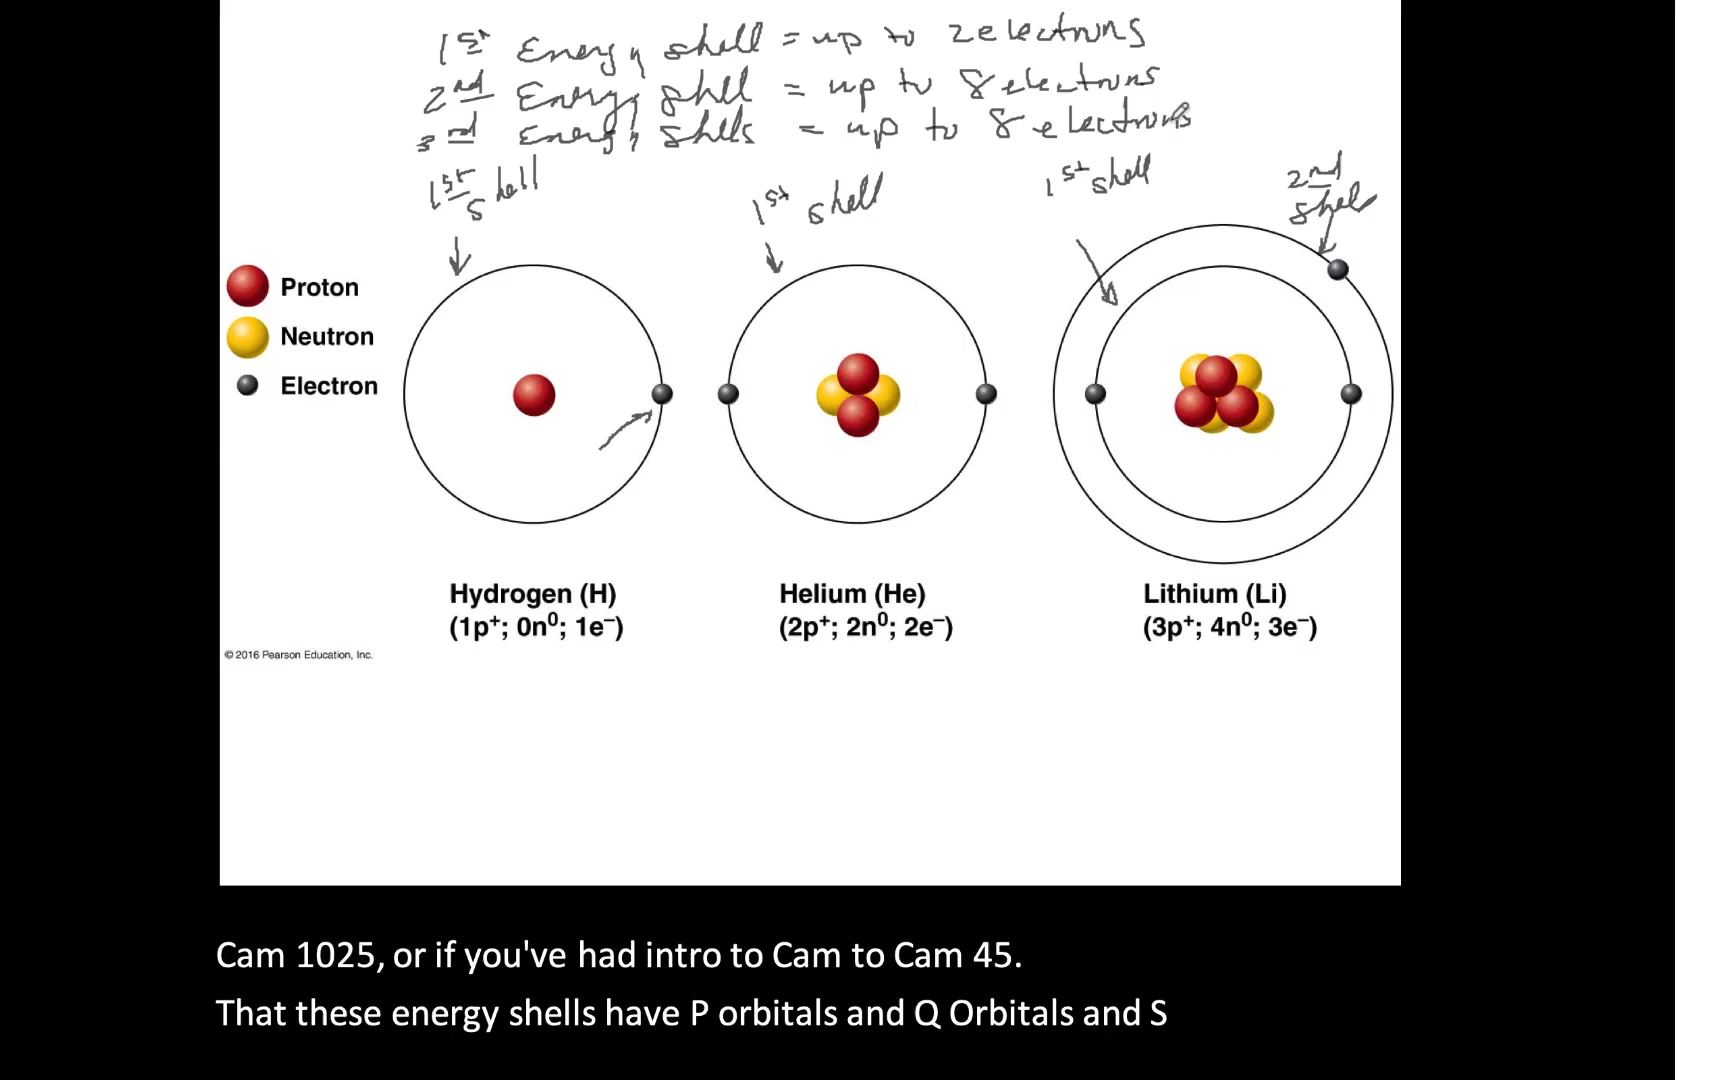 1st Energy shell = up to 2 electrons
2nd Energy shell = up to 8 electrons
3rd Energy shells = up to 8 electrons
1st shell
1st shell
1st shell
2nd shell
Proton
Neutron
Electron
Hydrogen (H)
(1p⁺; 0n⁰; 1e⁻)
Helium (He)
(2p⁺; 2n⁰; 2e⁻)
Lithium (Li)
(3p⁺; 4n⁰; 3e⁻)
© 2016 Pearson Education, Inc.
Cam 1025, or if you've had intro to Cam to Cam 45.
That these energy shells have P orbitals and Q Orbitals and S